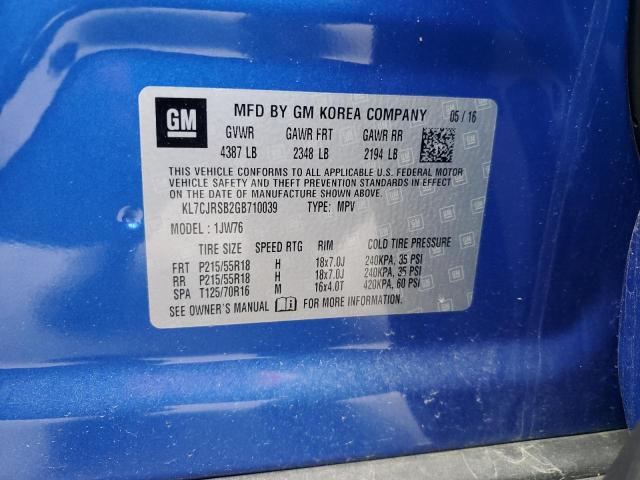 GM MFD BY GM KOREA COMPANY 05 / 16
GVWR GAWR FRT GAWR RR
4387 LB 2348 LB 2194 LB
THIS VEHICLE CONFORMS TO ALL APPLICABLE U.S. FEDERAL MOTOR
VEHICLE SAFETY AND THEFT PREVENTION STANDARDS IN EFFECT ON
THE DATE OF MANUFACTURE SHOWN ABOVE.
KL7CJRSB2GB710039 TYPE: MPV
MODEL : 1JW76
TIRE SIZE SPEED RTG RIM COLD TIRE PRESSURE
FRT P215/55R18 H 18x7.0J 240KPA, 35 PSI
RR P215/55R18 H 18x7.0J 240KPA, 35 PSI
SPA T125/70R16 M 16x4.0T 420KPA, 60 PSI
SEE OWNER'S MANUAL FOR MORE INFORMATION.